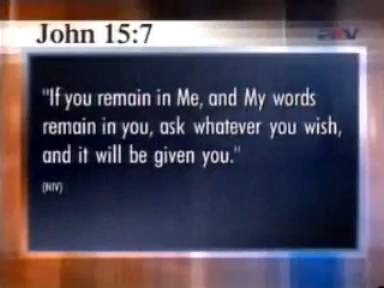 John 15:7
"If you remain in Me, and My words
remain in you, ask whatever you wish,
and it will be given you."
(NIV)